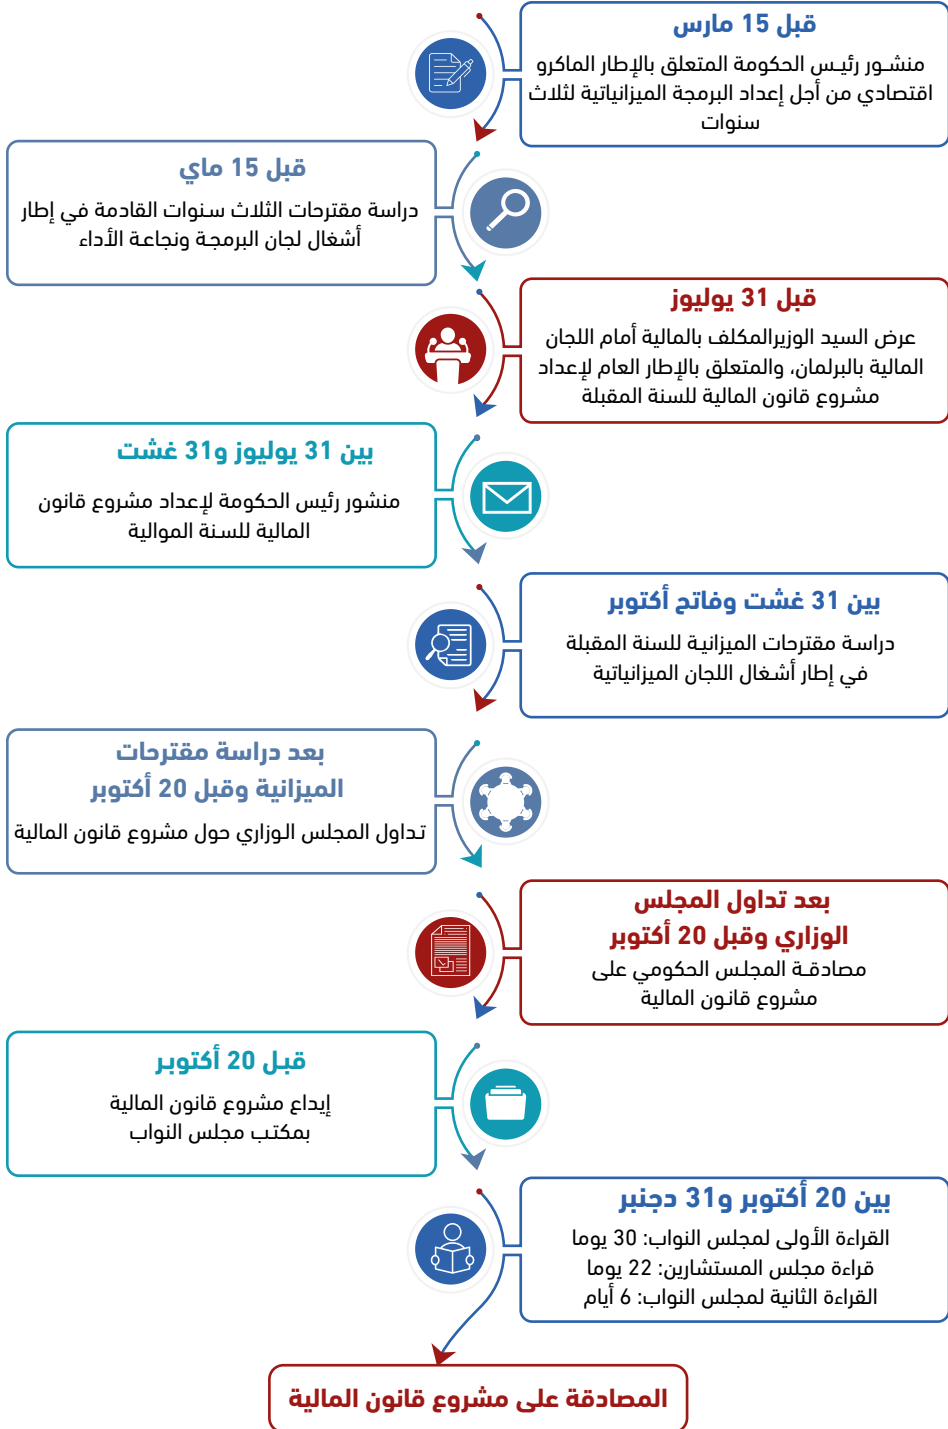 قبل 15 مارس
منشور رئيس الحكومة المتعلق بالإطار الماكرو
اقتصادي من أجل إعداد البرمجة الميزانياتية لثلاث
سنوات
قبل 15 ماي
دراسة مقترحات الثلاث سنوات القادمة في إطار
أشغال لجان البرمجة ونجاعة الأداء
قبل 31 يوليوز
عرض السيد الوزيرالمكلف بالمالية أمام اللجان
المالية بالبرلمان، والمتعلق بالإطار العام لإعداد
مشروع قانون المالية للسنة المقبلة
بين 31 يوليوز و31 غشت
منشور رئيس الحكومة لإعداد مشروع قانون
المالية للسنة الموالية
بين 31 غشت وفاتح أكتوبر
دراسة مقترحات الميزانية للسنة المقبلة
في إطار أشغال اللجان الميزانياتية
بعد دراسة مقترحات
الميزانية وقبل 20 أكتوبر
تداول المجلس الوزاري حول مشروع قانون المالية
بعد تداول المجلس
الوزاري وقبل 20 أكتوبر
مصادقة المجلس الحكومي على
مشروع قانون المالية
قبل 20 أكتوبر
إيداع مشروع قانون المالية
بمكتب مجلس النواب
بين 20 أكتوبر و31 دجنبر
القراءة الأولى لمجلس النواب: 30 يوما
قراءة مجلس المستشارين: 22 يوما
القراءة الثانية لمجلس النواب: 6 أيام
المصادقة على مشروع قانون المالية